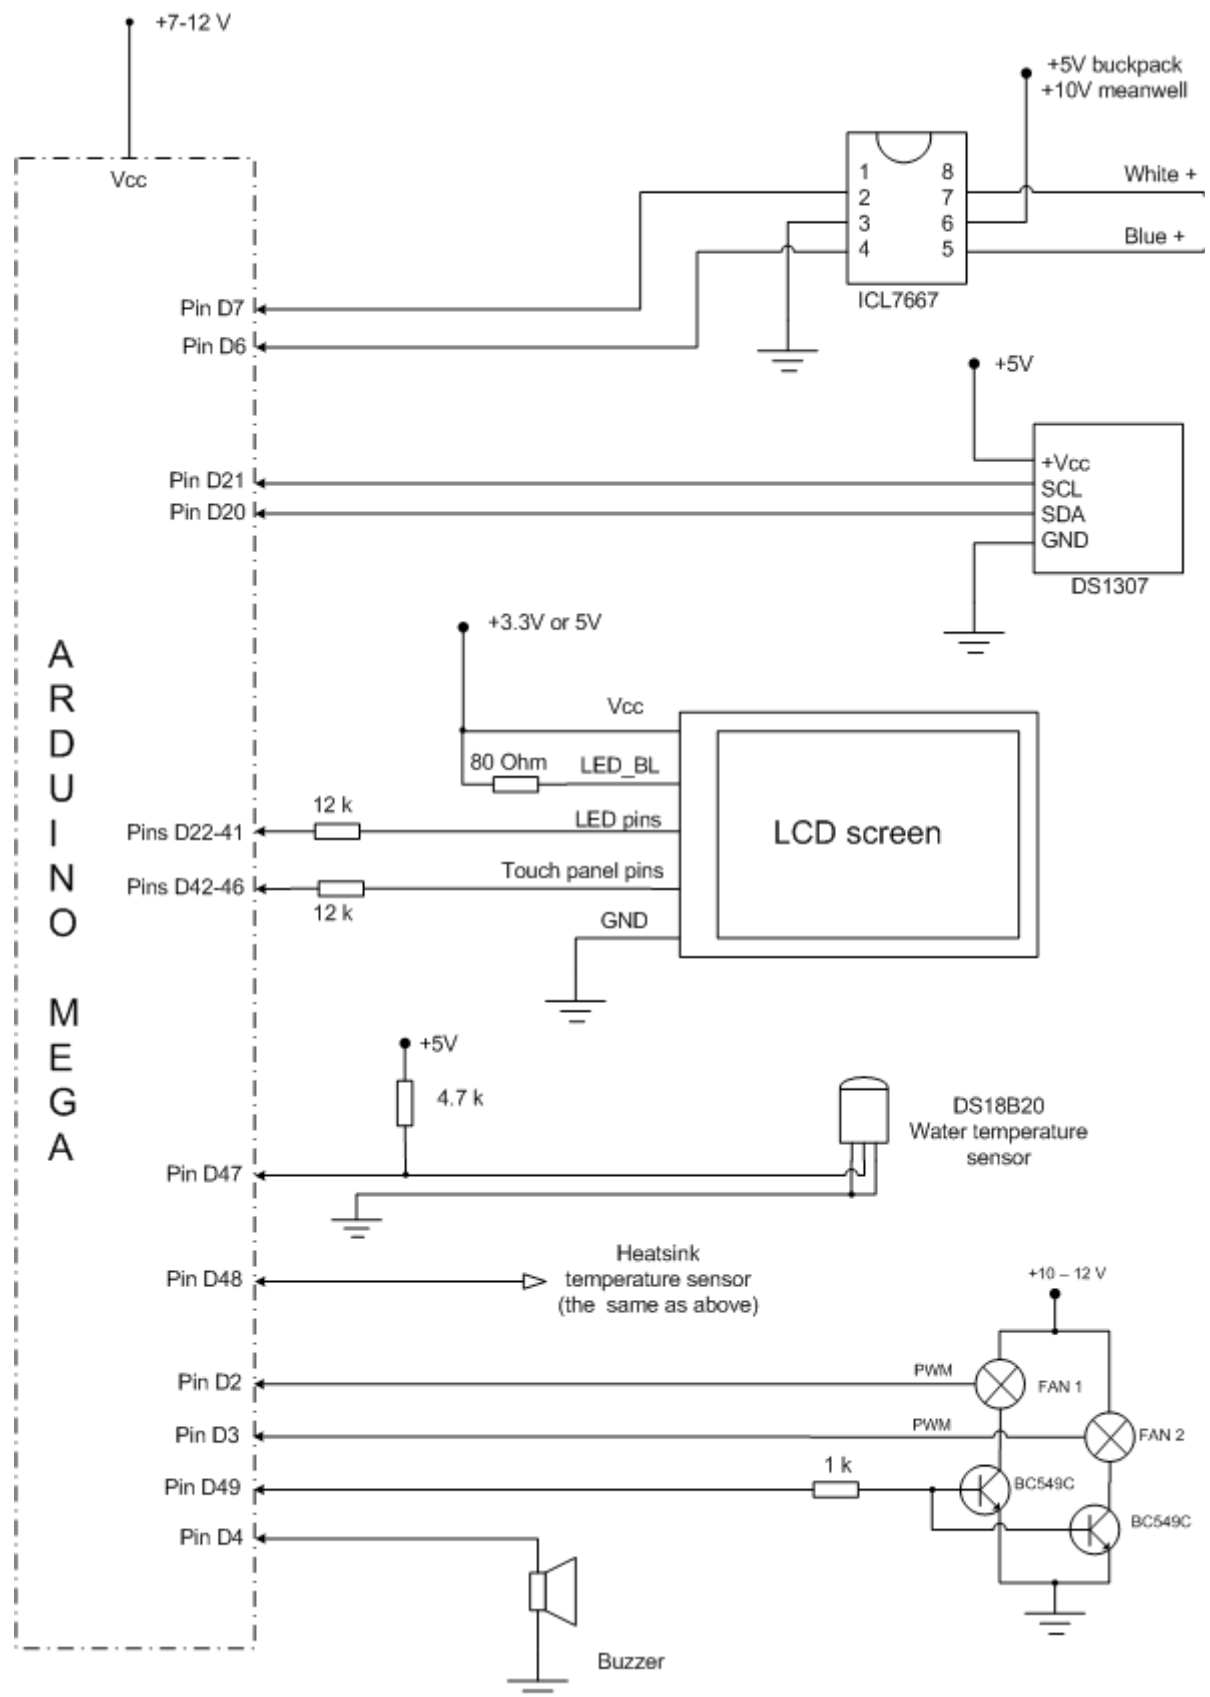 +7-12 V
Vcc
+5V buckpack
+10V meanwell
1 8
2 7
3 6
4 5
ICL7667
White +
Blue +
Pin D7
Pin D6
+5V
Pin D21
Pin D20
+Vcc
SCL
SDA
GND
DS1307
ARDUINO MEGA
+3.3V or 5V
Vcc
80 Ohm
LED_BL
12 k
LED pins
Pins D22-41
LCD screen
Touch panel pins
Pins D42-46
12 k
GND
+5V
4.7 k
DS18B20
Water temperature
sensor
Pin D47
Heatsink
temperature sensor
(the same as above)
Pin D48
+10 – 12 V
Pin D2
PWM
FAN 1
Pin D3
PWM
FAN 2
1 k
Pin D49
BC549C
BC549C
Pin D4
Buzzer